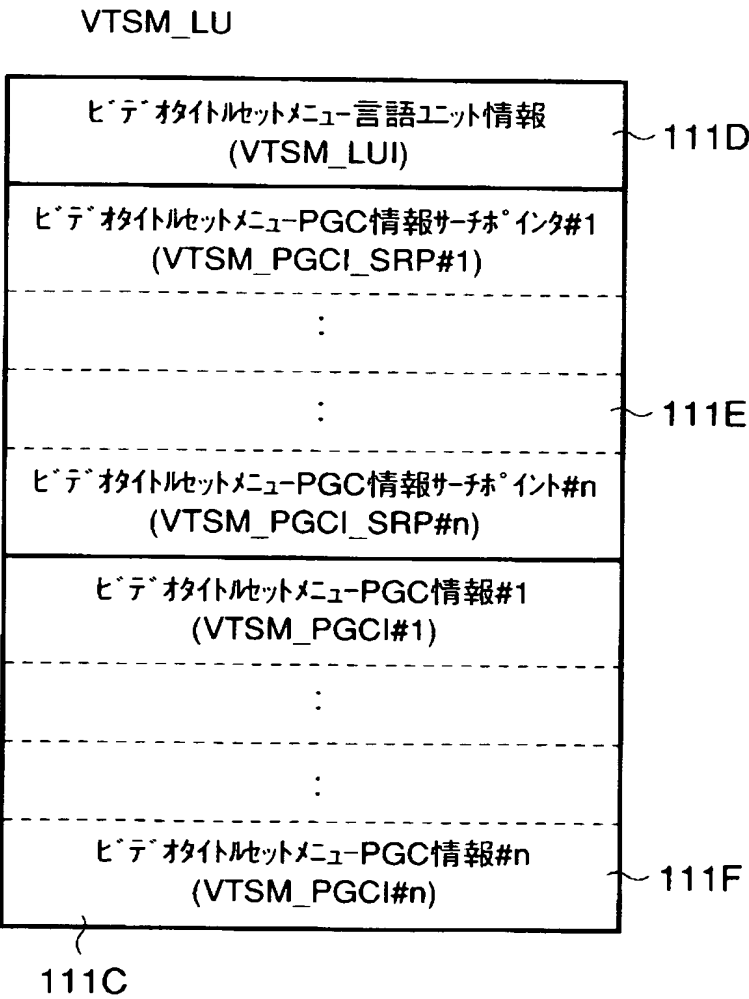 VTSM_LU
ビデオタイトルセットメニュー言語ユニット情報
(VTSM_LUI)
111D
ビデオタイトルセットメニューPGC情報サーチポインタ#1
(VTSM_PGCI_SRP#1)
:
:
111E
ビデオタイトルセットメニューPGC情報サーチポイント#n
(VTSM_PGCI_SRP#n)
ビデオタイトルセットメニューPGC情報#1
(VTSM_PGCI#1)
:
:
ビデオタイトルセットメニューPGC情報#n
(VTSM_PGCI#n)
111F
111C